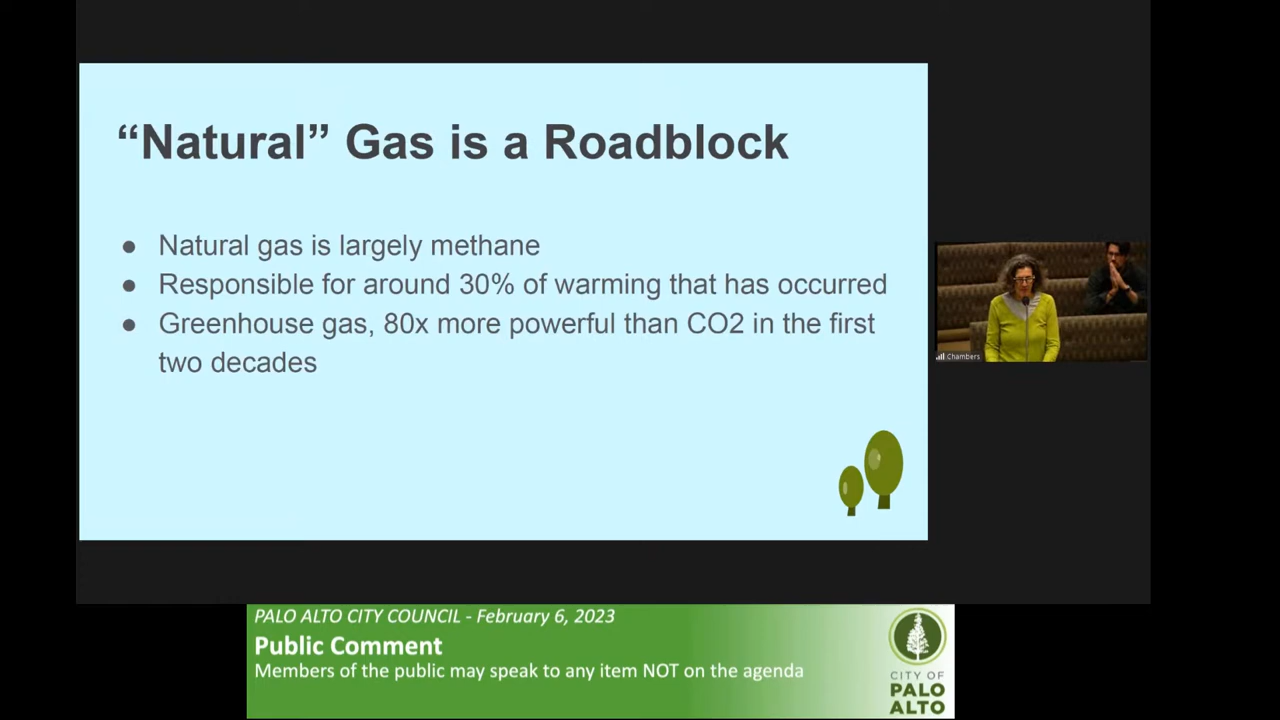 “Natural” Gas is a Roadblock
● Natural gas is largely methane
● Responsible for around 30% of warming that has occurred
● Greenhouse gas, 80x more powerful than CO2 in the first
two decades
Chambers
PALO ALTO CITY COUNCIL - February 6, 2023
Public Comment
Members of the public may speak to any item NOT on the agenda
CITY OF
PALO
ALTO